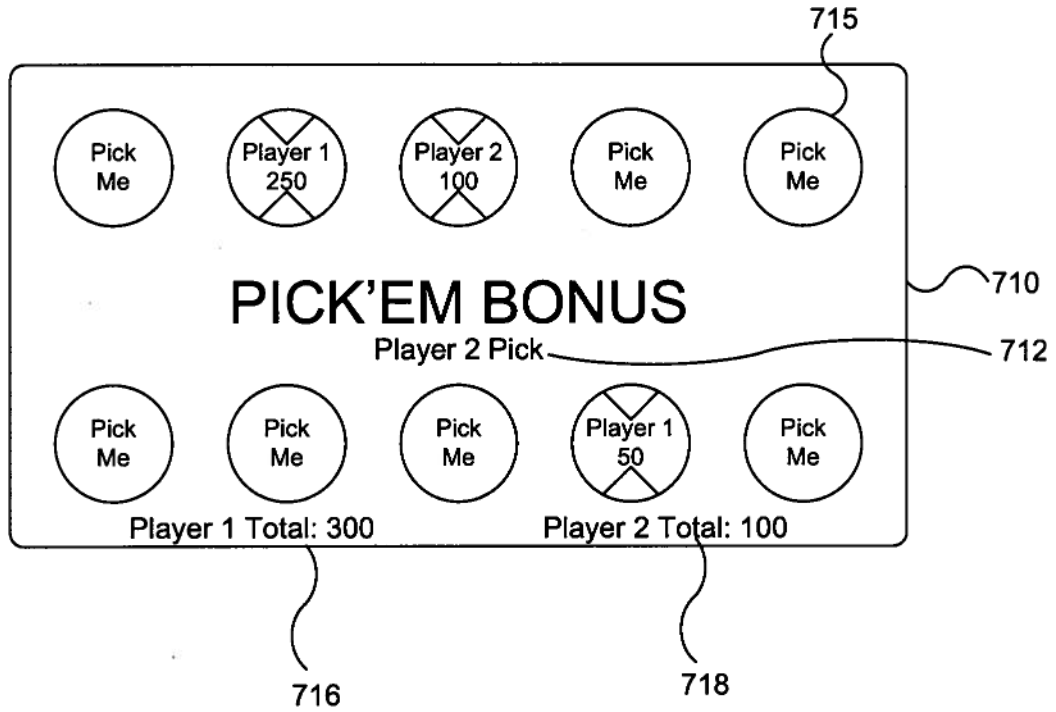 715
Pick
Me
Player 1
250
Player 2
100
Pick
Me
Pick
Me
710
PICK'EM BONUS
Player 2 Pick
712
Pick
Me
Pick
Me
Pick
Me
Player 1
50
Pick
Me
Player 1 Total: 300
Player 2 Total: 100
716
718